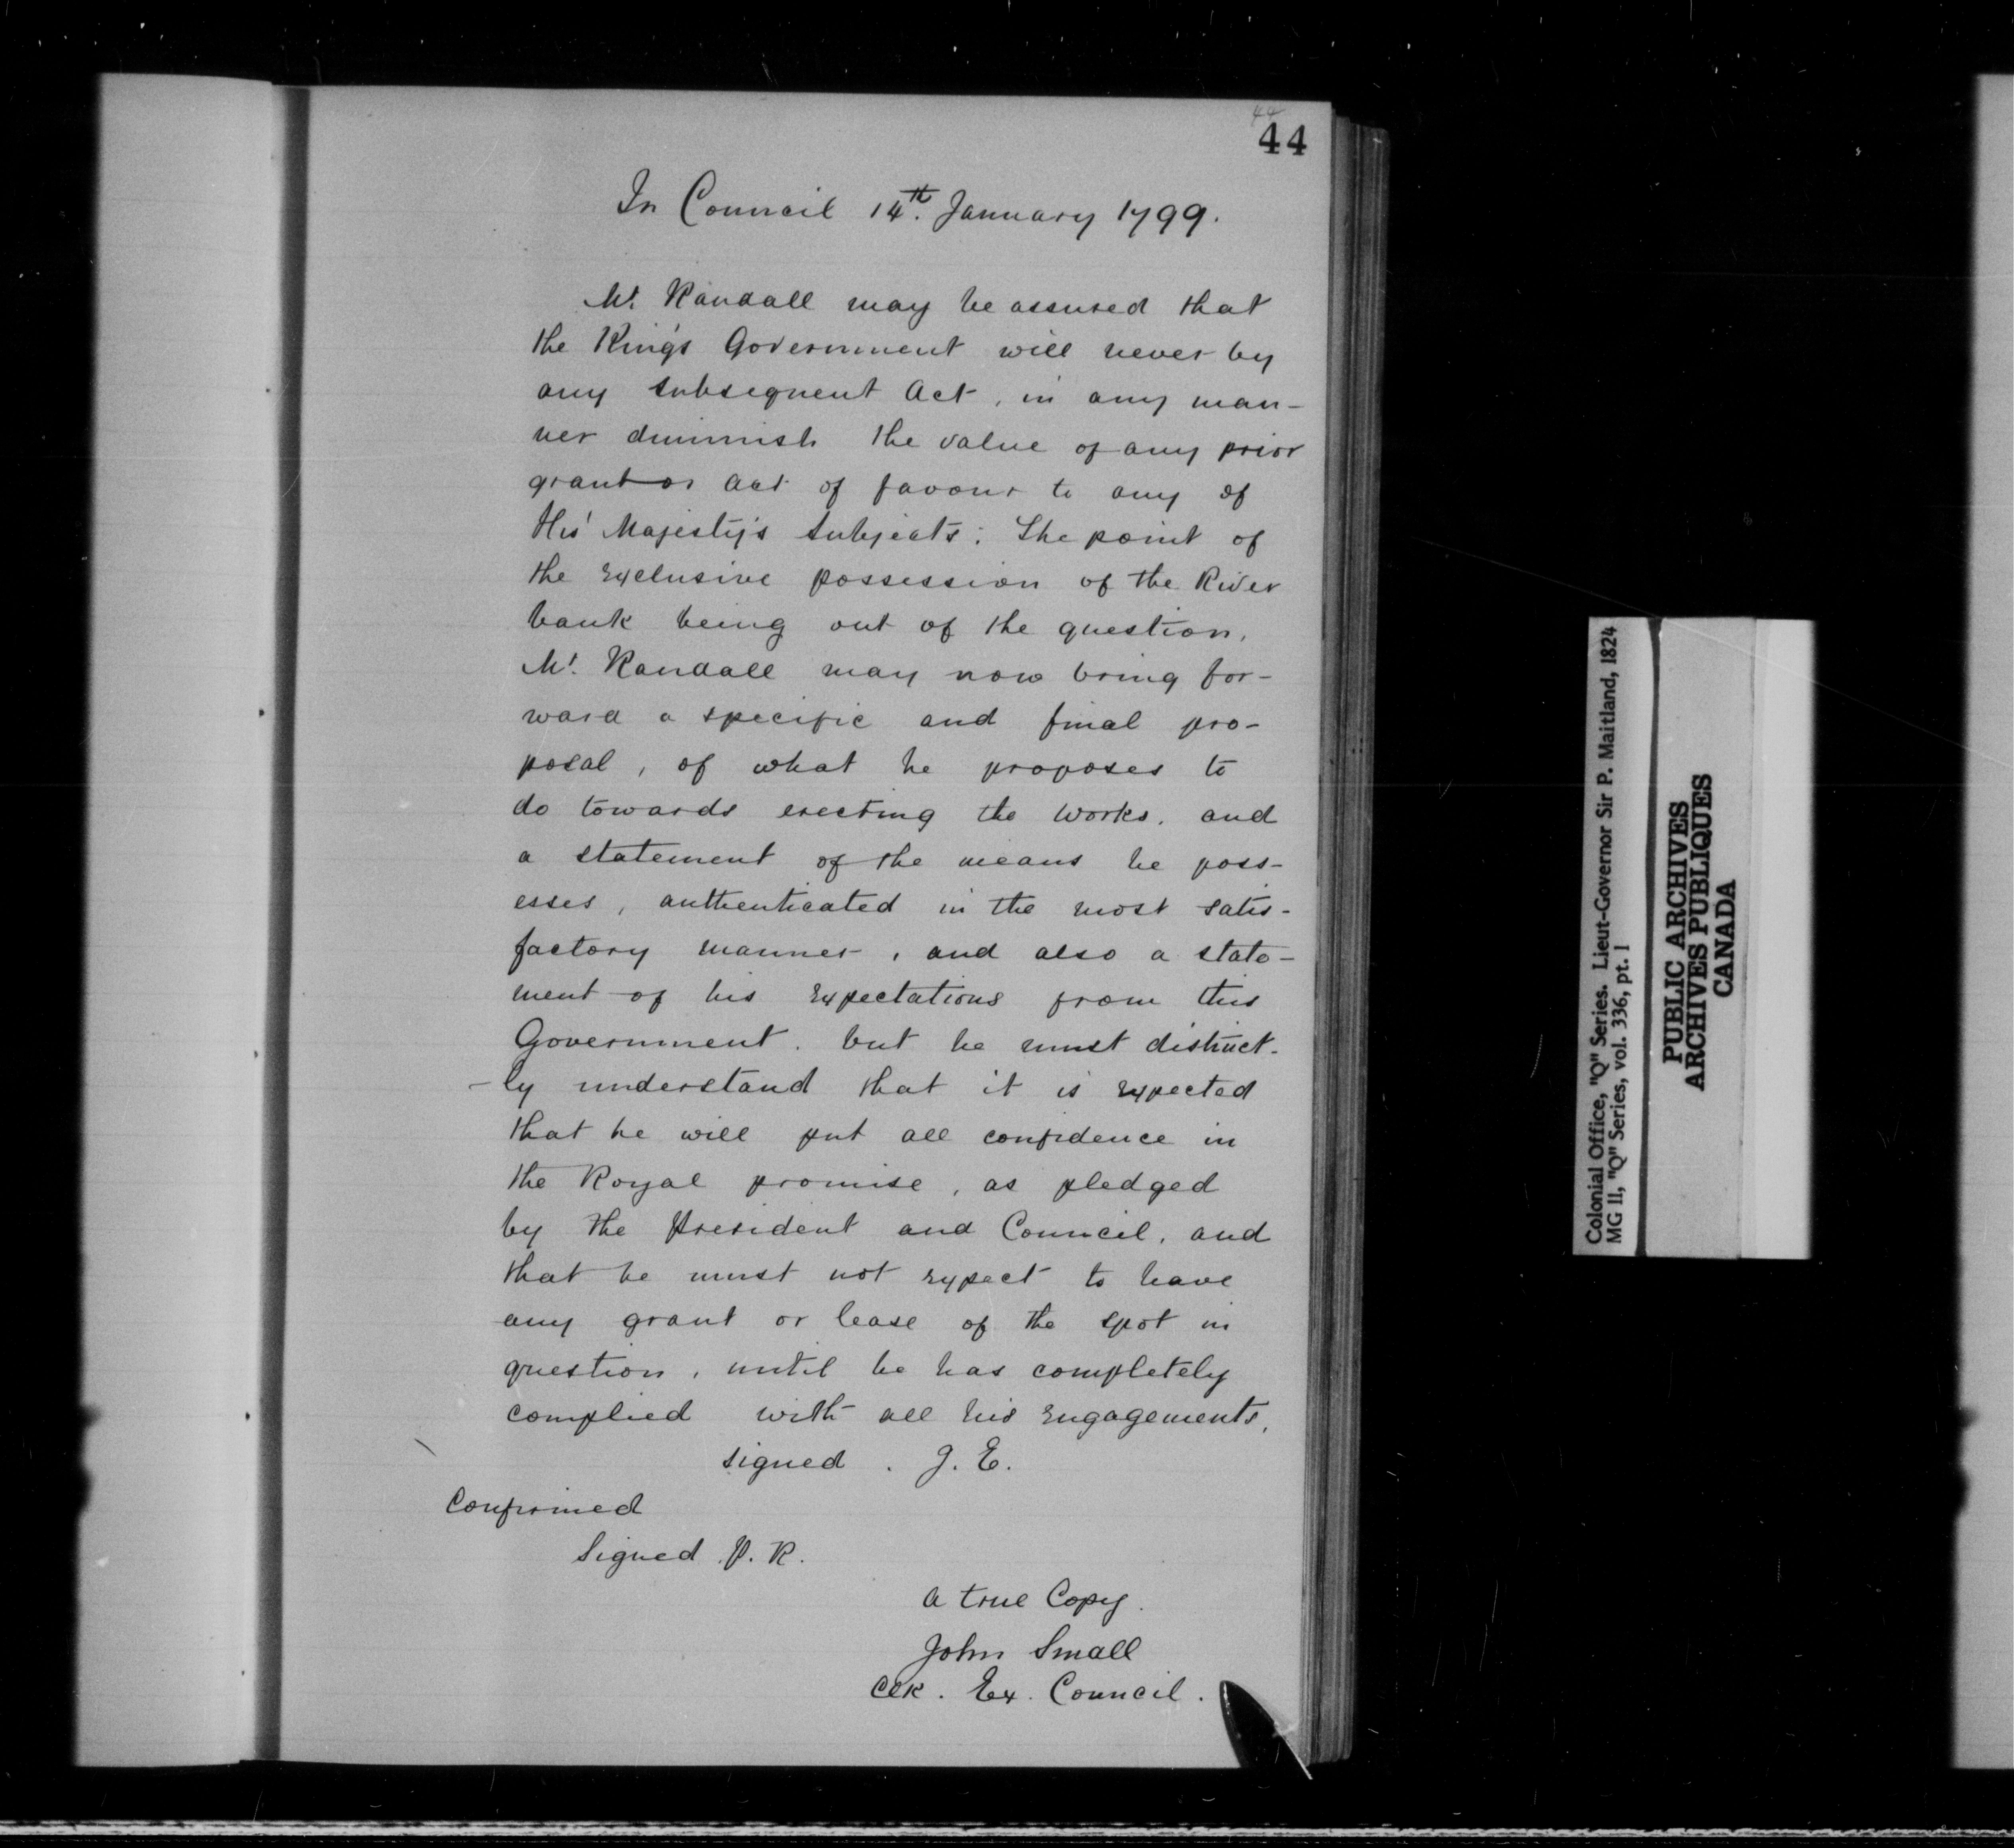 44
44
In Council 14th. January 1799.
Mr. Randall may be assured that
the King's Government will never by
any subsequent Act, in any man-
ner diminish the value of any prior
grant or act of favour to any of
His Majesty's Subjects: The point of
the exclusive possession of the River
bank being out of the question,
Mr. Randall may now bring for-
ward a specific and final pro-
posal, of what he proposes to
do towards erecting the works, and
a statement of the means he poss-
esses, authenticated in the most satis-
factory manner, and also a state-
ment of his expectations from this
Government. but he must distinct-
-ly understand that it is expected
that he will put all confidence in
the Royal promise, as pledged
by the President and Council, and
that he must not expect to have
any grant or lease of the spot in
question, until he has completely
complied with all his engagements,
signed. J. E.
Confirmed
Signed P. R.
A true Copy.
John Small
Clk. Ex. Council.
Colonial Office, "Q" Series. Lieut-Governor Sir P. Maitland, 1824
MG 11, "Q" Series, vol. 336, pt. 1
PUBLIC ARCHIVES
ARCHIVES PUBLIQUES
CANADA